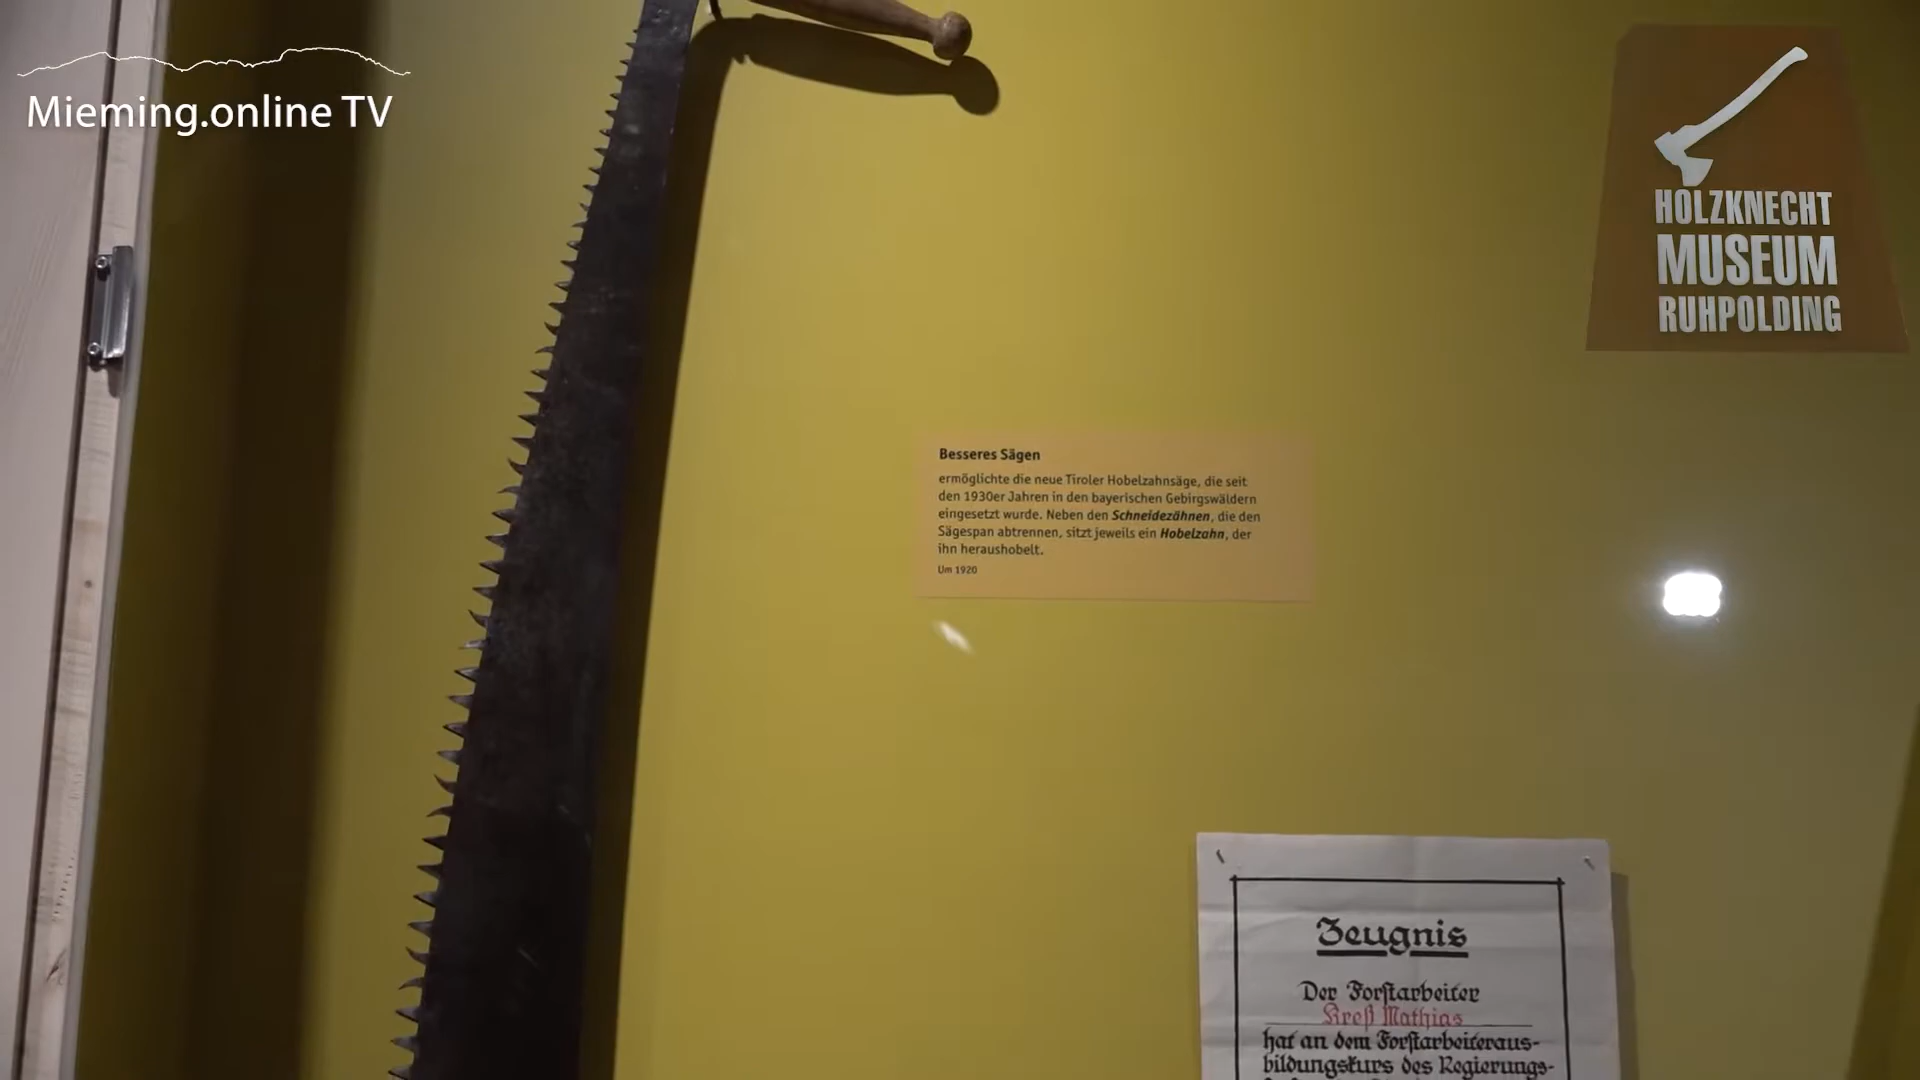 Mieming.online TV
HOLZKNECHT
MUSEUM
RUHPOLDING
Besseres Sägen
ermöglichte die neue Tiroler Hobelzahnsäge, die seit
den 1930er Jahren in den bayerischen Gebirgswäldern
eingesetzt wurde. Neben den Schneidezähnen, die den
Sägespan abtrennen, sitzt jeweils ein Hobelzahn, der
ihn heraushobelt.
Um 1920
Zeugnis
Der Forstarbeiter
Kreß Mathias
hat an dem Forstarbeiteraus-
bildungskurs des Regierungs-